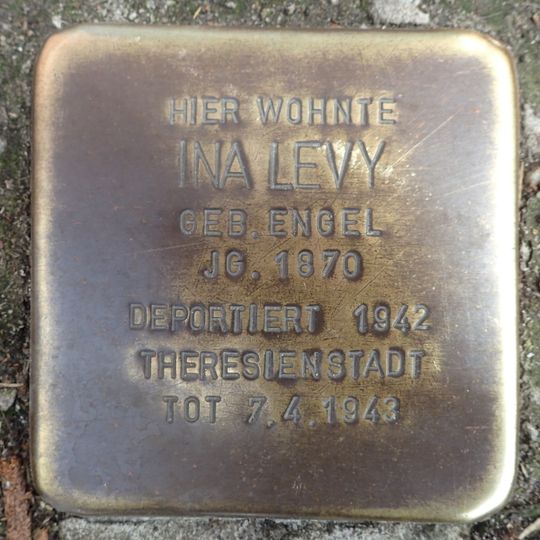 HIER WOHNTE
INA LEVY
GEB. ENGEL
JG. 1870
DEPORTIERT 1942
THERESIENSTADT
TOT 7.4.1943